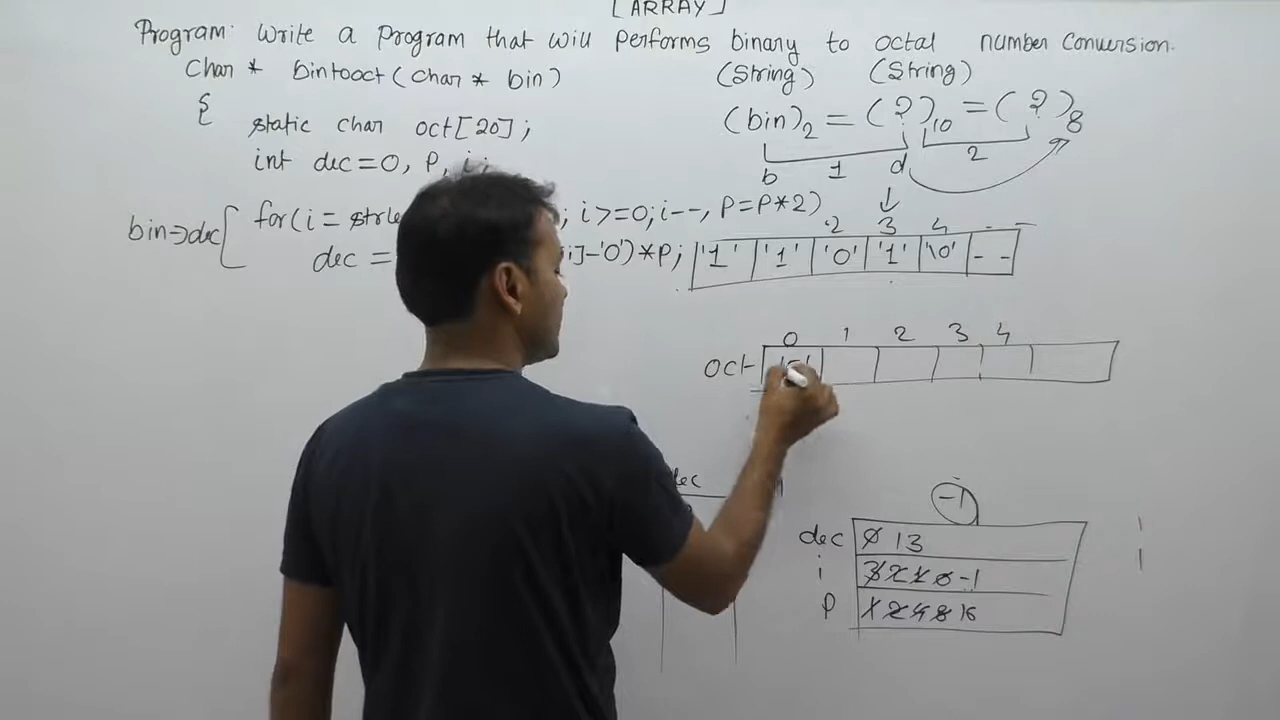 [ARRAY]
Program: Write a program that will performs binary to octal number conversion.
Char * bintooct(char * bin) (String) (String)
{
(bin)2 = (?)10 = (?)8
static char oct[20];
1 2
int dec=0, P, i;
b d
bin→dec for(i = strle ; i>=0;i--, P=P*2)
2 3 4 - -
dec = i]-'0')*P; '1' '1' '0' '1' '\0' - -
0 1 2 3 4
oct
dec
-1
dec 0 13
i 3 2 1 0 -1
P 1 2 4 8 16